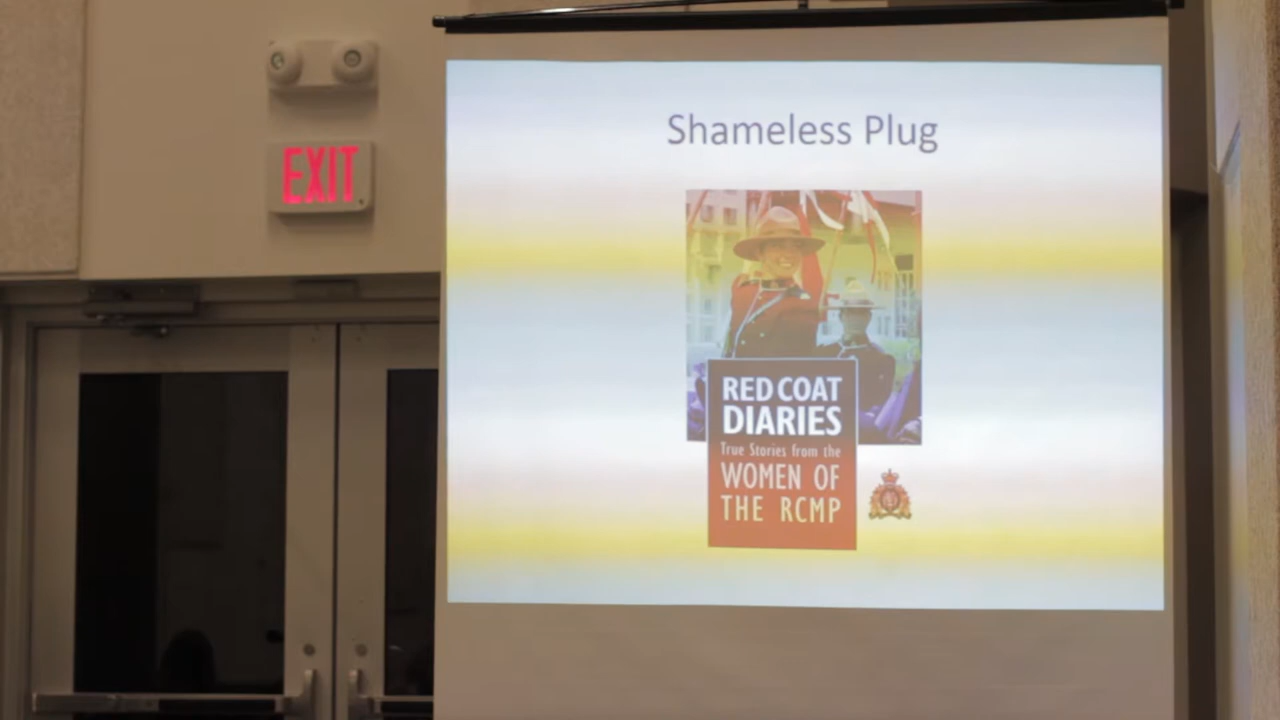 EXIT
Shameless Plug
RED COAT
DIARIES
True Stories from the
WOMEN OF
THE RCMP